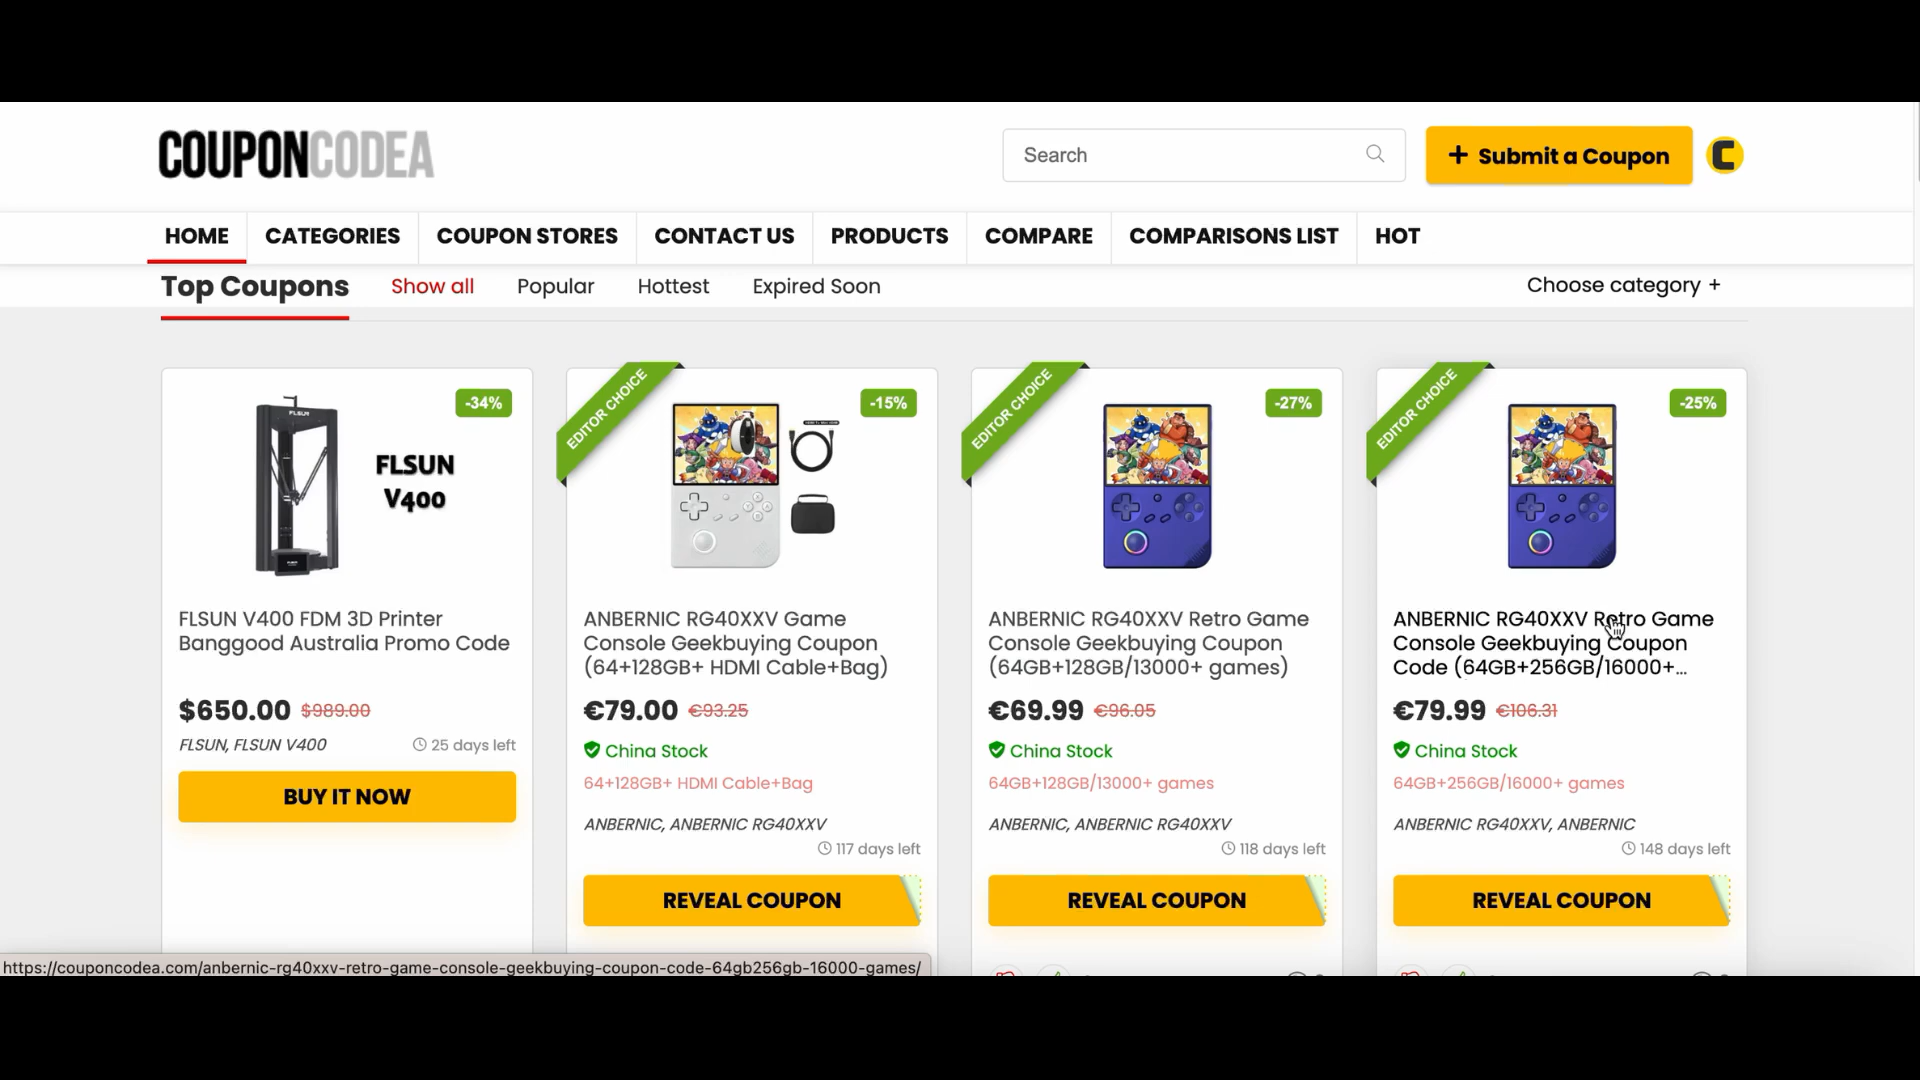 COUPONCODEA
Search
+ Submit a Coupon
C
HOME
CATEGORIES
COUPON STORES
CONTACT US
PRODUCTS
COMPARE
COMPARISONS LIST
HOT
Top Coupons
Show all
Popular
Hottest
Expired Soon
Choose category +
-34%
FLSUN
FLSUN
V400
FLSUN V400 FDM 3D Printer
Banggood Australia Promo Code
$650.00 $989.00
FLSUN, FLSUN V400
25 days left
BUY IT NOW
EDITOR CHOICE
-15%
ANBERNIC RG40XXV Game
Console Geekbuying Coupon
(64+128GB+ HDMI Cable+Bag)
€79.00 €93.25
China Stock
64+128GB+ HDMI Cable+Bag
ANBERNIC, ANBERNIC RG40XXV
117 days left
REVEAL COUPON
EDITOR CHOICE
-27%
ANBERNIC RG40XXV Retro Game
Console Geekbuying Coupon
(64GB+128GB/13000+ games)
€69.99 €96.05
China Stock
64GB+128GB/13000+ games
ANBERNIC, ANBERNIC RG40XXV
118 days left
REVEAL COUPON
EDITOR CHOICE
-25%
ANBERNIC RG40XXV Retro Game
Console Geekbuying Coupon
Code (64GB+256GB/16000+...
€79.99 €106.31
China Stock
64GB+256GB/16000+ games
ANBERNIC RG40XXV, ANBERNIC
148 days left
REVEAL COUPON
https://couponcodea.com/anbernic-rg40xxv-retro-game-console-geekbuying-coupon-code-64gb256gb-16000-games/